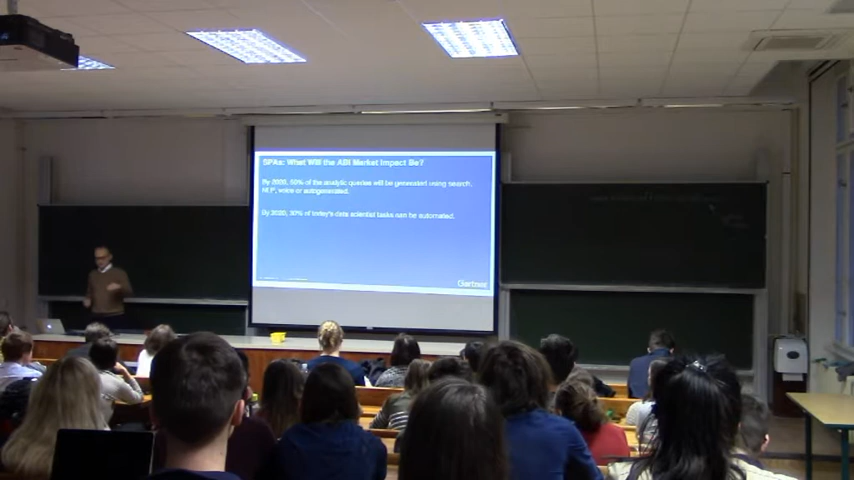 SPAs: What Will the ABI Market Impact Be?
By 2020, 50% of the analytic queries will be generated using search,
NLP, voice or autogenerated.
By 2020, 30% of today's data scientist tasks can be automated.
Gartner